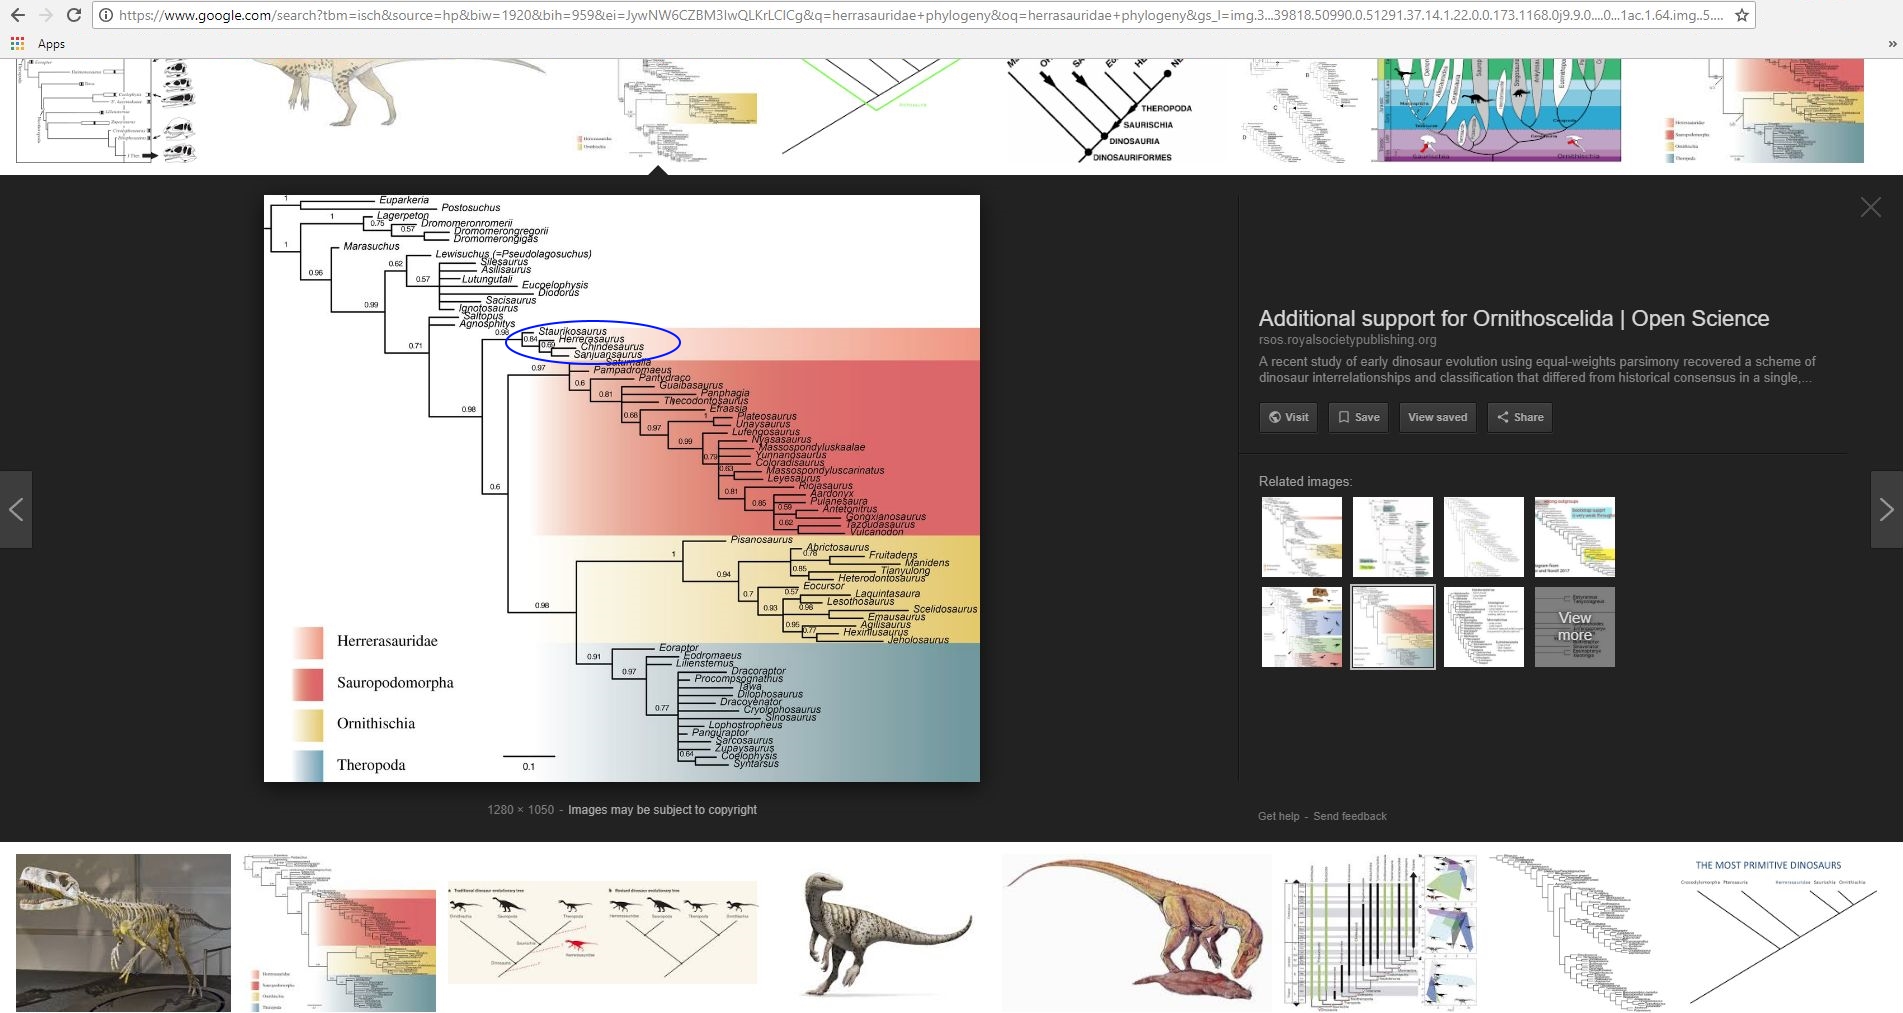 https://www.google.com/search?tbm=isch&source=hp&biw=1920&bih=959&ei=JywNW6CZBM3IwQLKrLCICg&q=herrasauridae+phylogeny&oq=herrasauridae+phylogeny&gs_l=img.3...39818.50990.0.51291.37.14.1.22.0.0.173.1168.0j9.9.0....0...1ac.1.64.img..5....
Apps
»
THEROPODA
SAURISCHIA
DINOSAURIA
DINOSAURIFORMES
Saurischia
Ornithischia
1
Euparkeria
Postosuchus
1
Lagerpeton
0.75
Dromomeronromerii
0.57
Dromomerongregorii
Dromomerongigas
1
Marasuchus
0.96
Lewisuchus (=Pseudolagosuchus)
0.62
Silesaurus
Asilisaurus
0.57
Lutungutali
Eucoelophysis
Diodorus
Sacisaurus
0.99
Ignotosaurus
Saltopus
Agnosphitys
0.98
Staurikosaurus
0.84
Herrerasaurus
0.69
Chindesaurus
0.71
Sanjuansaurus
Saturnalia
0.97
Pampadromaeus
0.6
Pantydraco
Guaibasaurus
0.81
Panphagia
Thecodontosaurus
0.98
Efraasia
0.68
1
Plateosaurus
Unaysaurus
0.97
Lufengosaurus
0.99
Nyasasaurus
Massospondyluskaalae
0.79
Yunnanosaurus
Coloradisaurus
0.63
Massospondyluscarinatus
Leyesaurus
0.6
0.81
Riojasaurus
Aardonyx
0.85
Pulanesaura
0.59
Antetonitrus
Gongxianosaurus
0.62
Tazoudasaurus
Vulcanodon
Pisanosaurus
1
Abrictosaurus
0.78
Fruitadens
Manidens
0.85
Tianyulong
0.94
Heterodontosaurus
Eocursor
0.7
0.57
Laquintasaura
0.98
0.93
0.98
Lesothosaurus
Scelidosaurus
Emausaurus
0.95
Agilisaurus
0.77
Hexinlusaurus
Jeholosaurus
Eoraptor
0.91
Eodromaeus
Liliensternus
0.97
Dracoraptor
Procompsognathus
Tawa
Dilophosaurus
Dracovenator
0.77
Cryolophosaurus
Sinosaurus
Lophostropheus
Panguraptor
Sarcosaurus
Zupaysaurus
0.64
Coelophysis
Syntarsus
Herrerasauridae
Sauropodomorpha
Ornithischia
Theropoda
0.1
1280 × 1050 - Images may be subject to copyright
Additional support for Ornithoscelida | Open Science
rsos.royalsocietypublishing.org
A recent study of early dinosaur evolution using equal-weights parsimony recovered a scheme of
dinosaur interrelationships and classification that differed from historical consensus in a single,...
Visit
Save
View saved
Share
Related images:
View
more
Get help - Send feedback
THE MOST PRIMITIVE DINOSAURS